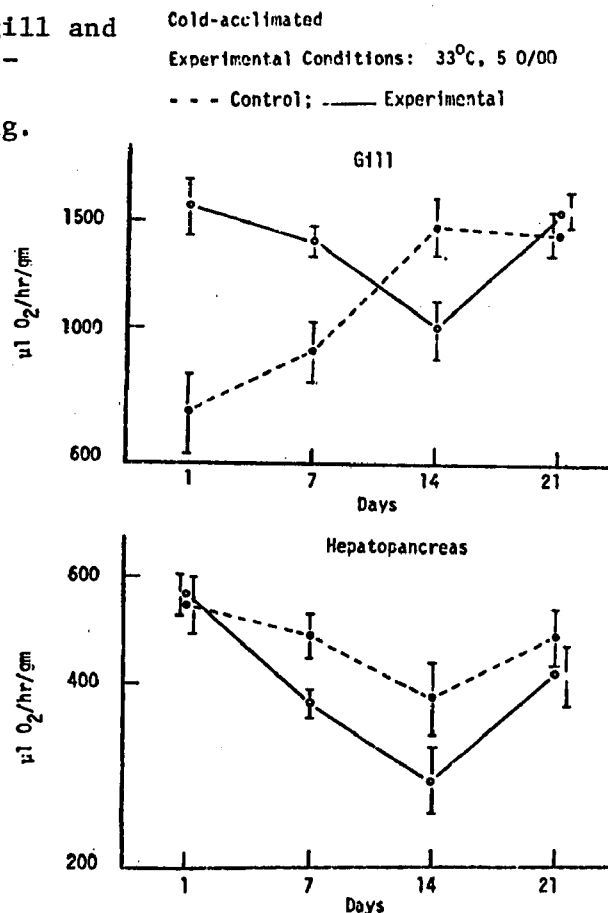 gill and
-
g.
Cold-acclimated
Experimental Conditions: 33°C, 5 0/00
- - - Control; —— Experimental
Gill
1500
1000
600
µl O2/hr/gm
1 7 14 21
Days
Hepatopancreas
600
400
200
µl O2/hr/gm
1 7 14 21
Days